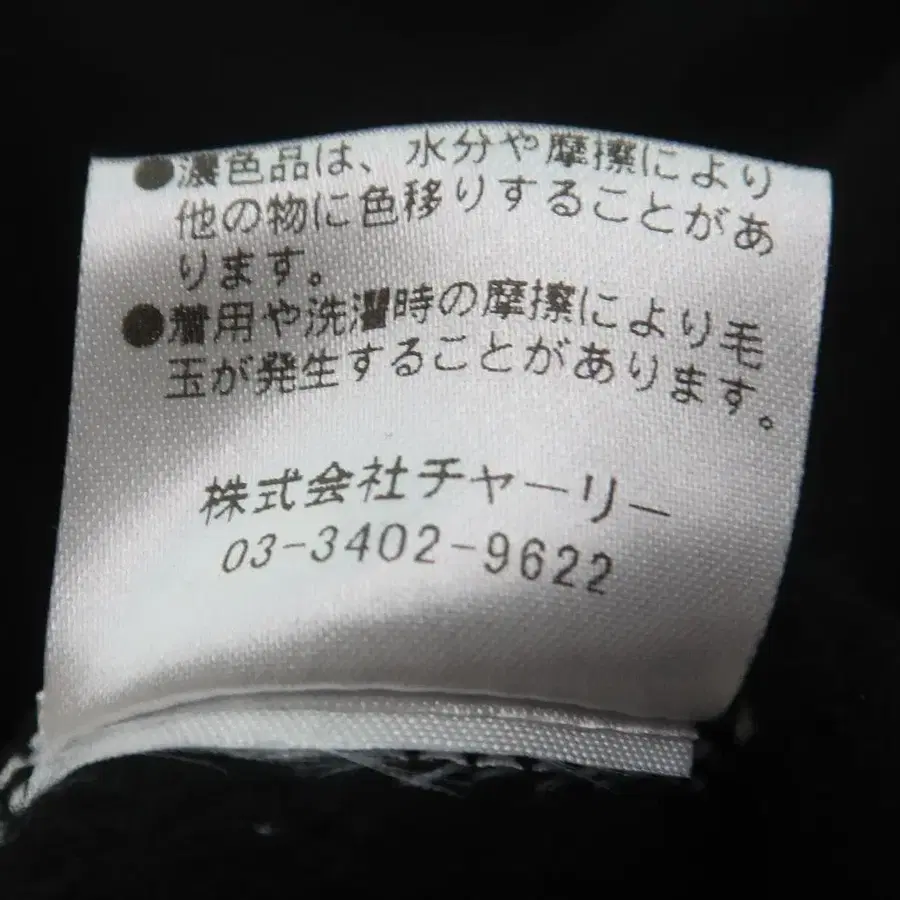 ●濃色品は、水分や摩擦により
他の物に色移りすることがあ
ります。
●着用や洗濯時の摩擦により毛
玉が発生することがあります。
株式会社チャーリー
03-3402-9622